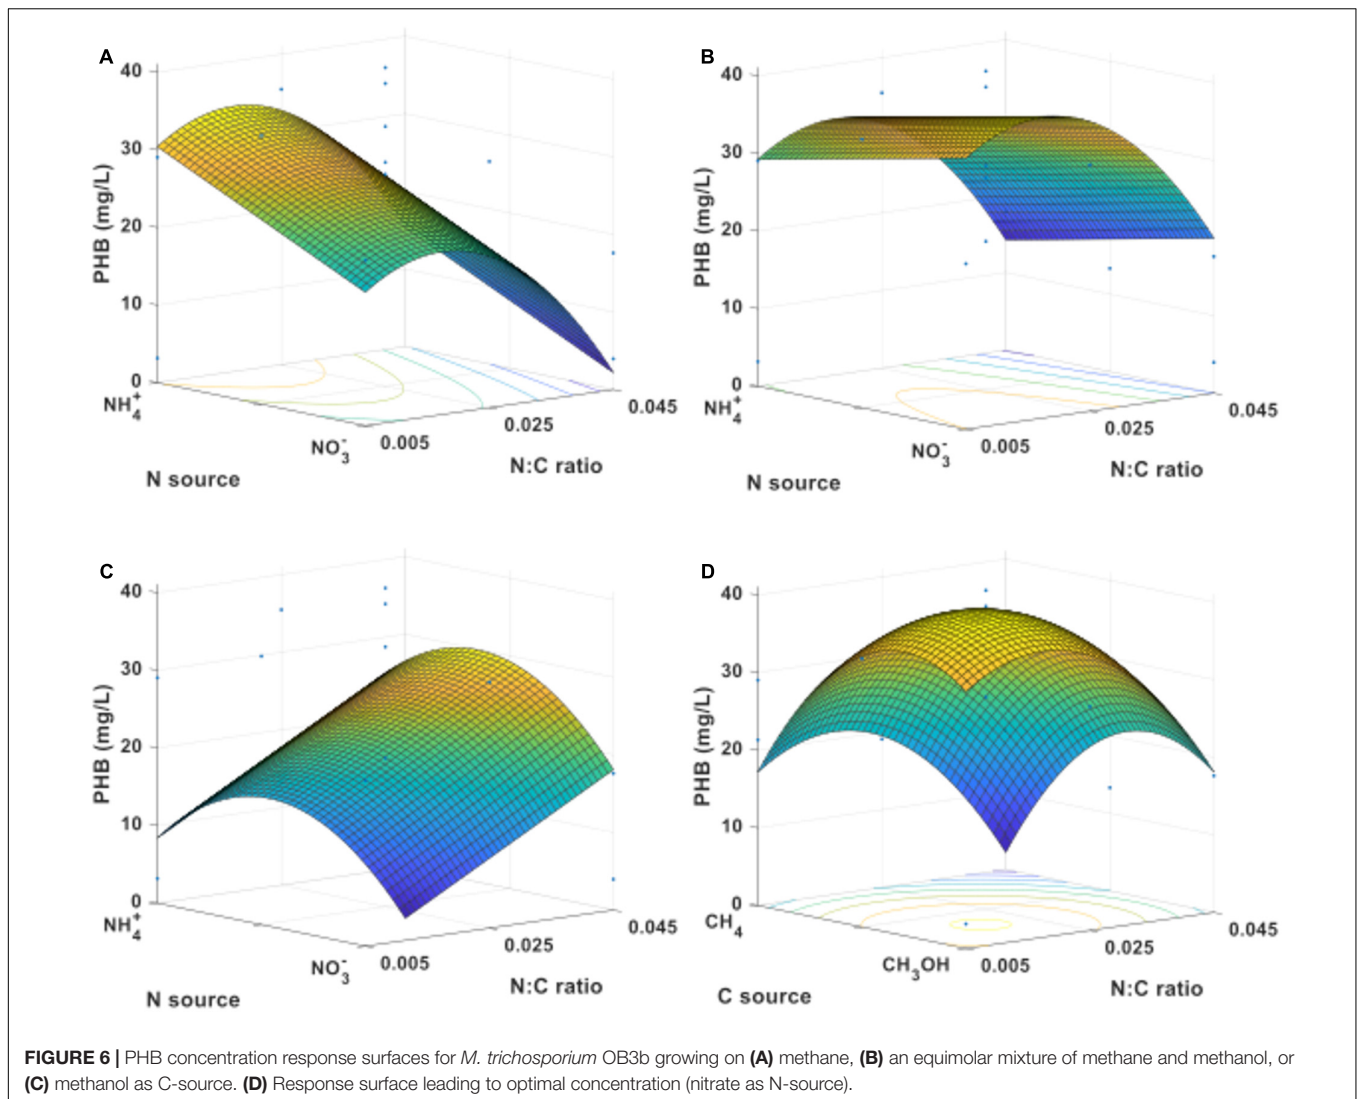 A
40
30
20
10
0
PHB (mg/L)
NH4+
NO3-
0.005
0.025
0.045
N source
N:C ratio
B
40
30
20
10
0
PHB (mg/L)
NH4+
NO3-
0.005
0.025
0.045
N source
N:C ratio
C
40
30
20
10
0
PHB (mg/L)
NH4+
NO3-
0.005
0.025
0.045
N source
N:C ratio
D
40
30
20
10
0
PHB (mg/L)
CH4
CH3OH
0.005
0.025
0.045
C source
N:C ratio
FIGURE 6 | PHB concentration response surfaces for M. trichosporium OB3b growing on (A) methane, (B) an equimolar mixture of methane and methanol, or
(C) methanol as C-source. (D) Response surface leading to optimal concentration (nitrate as N-source).